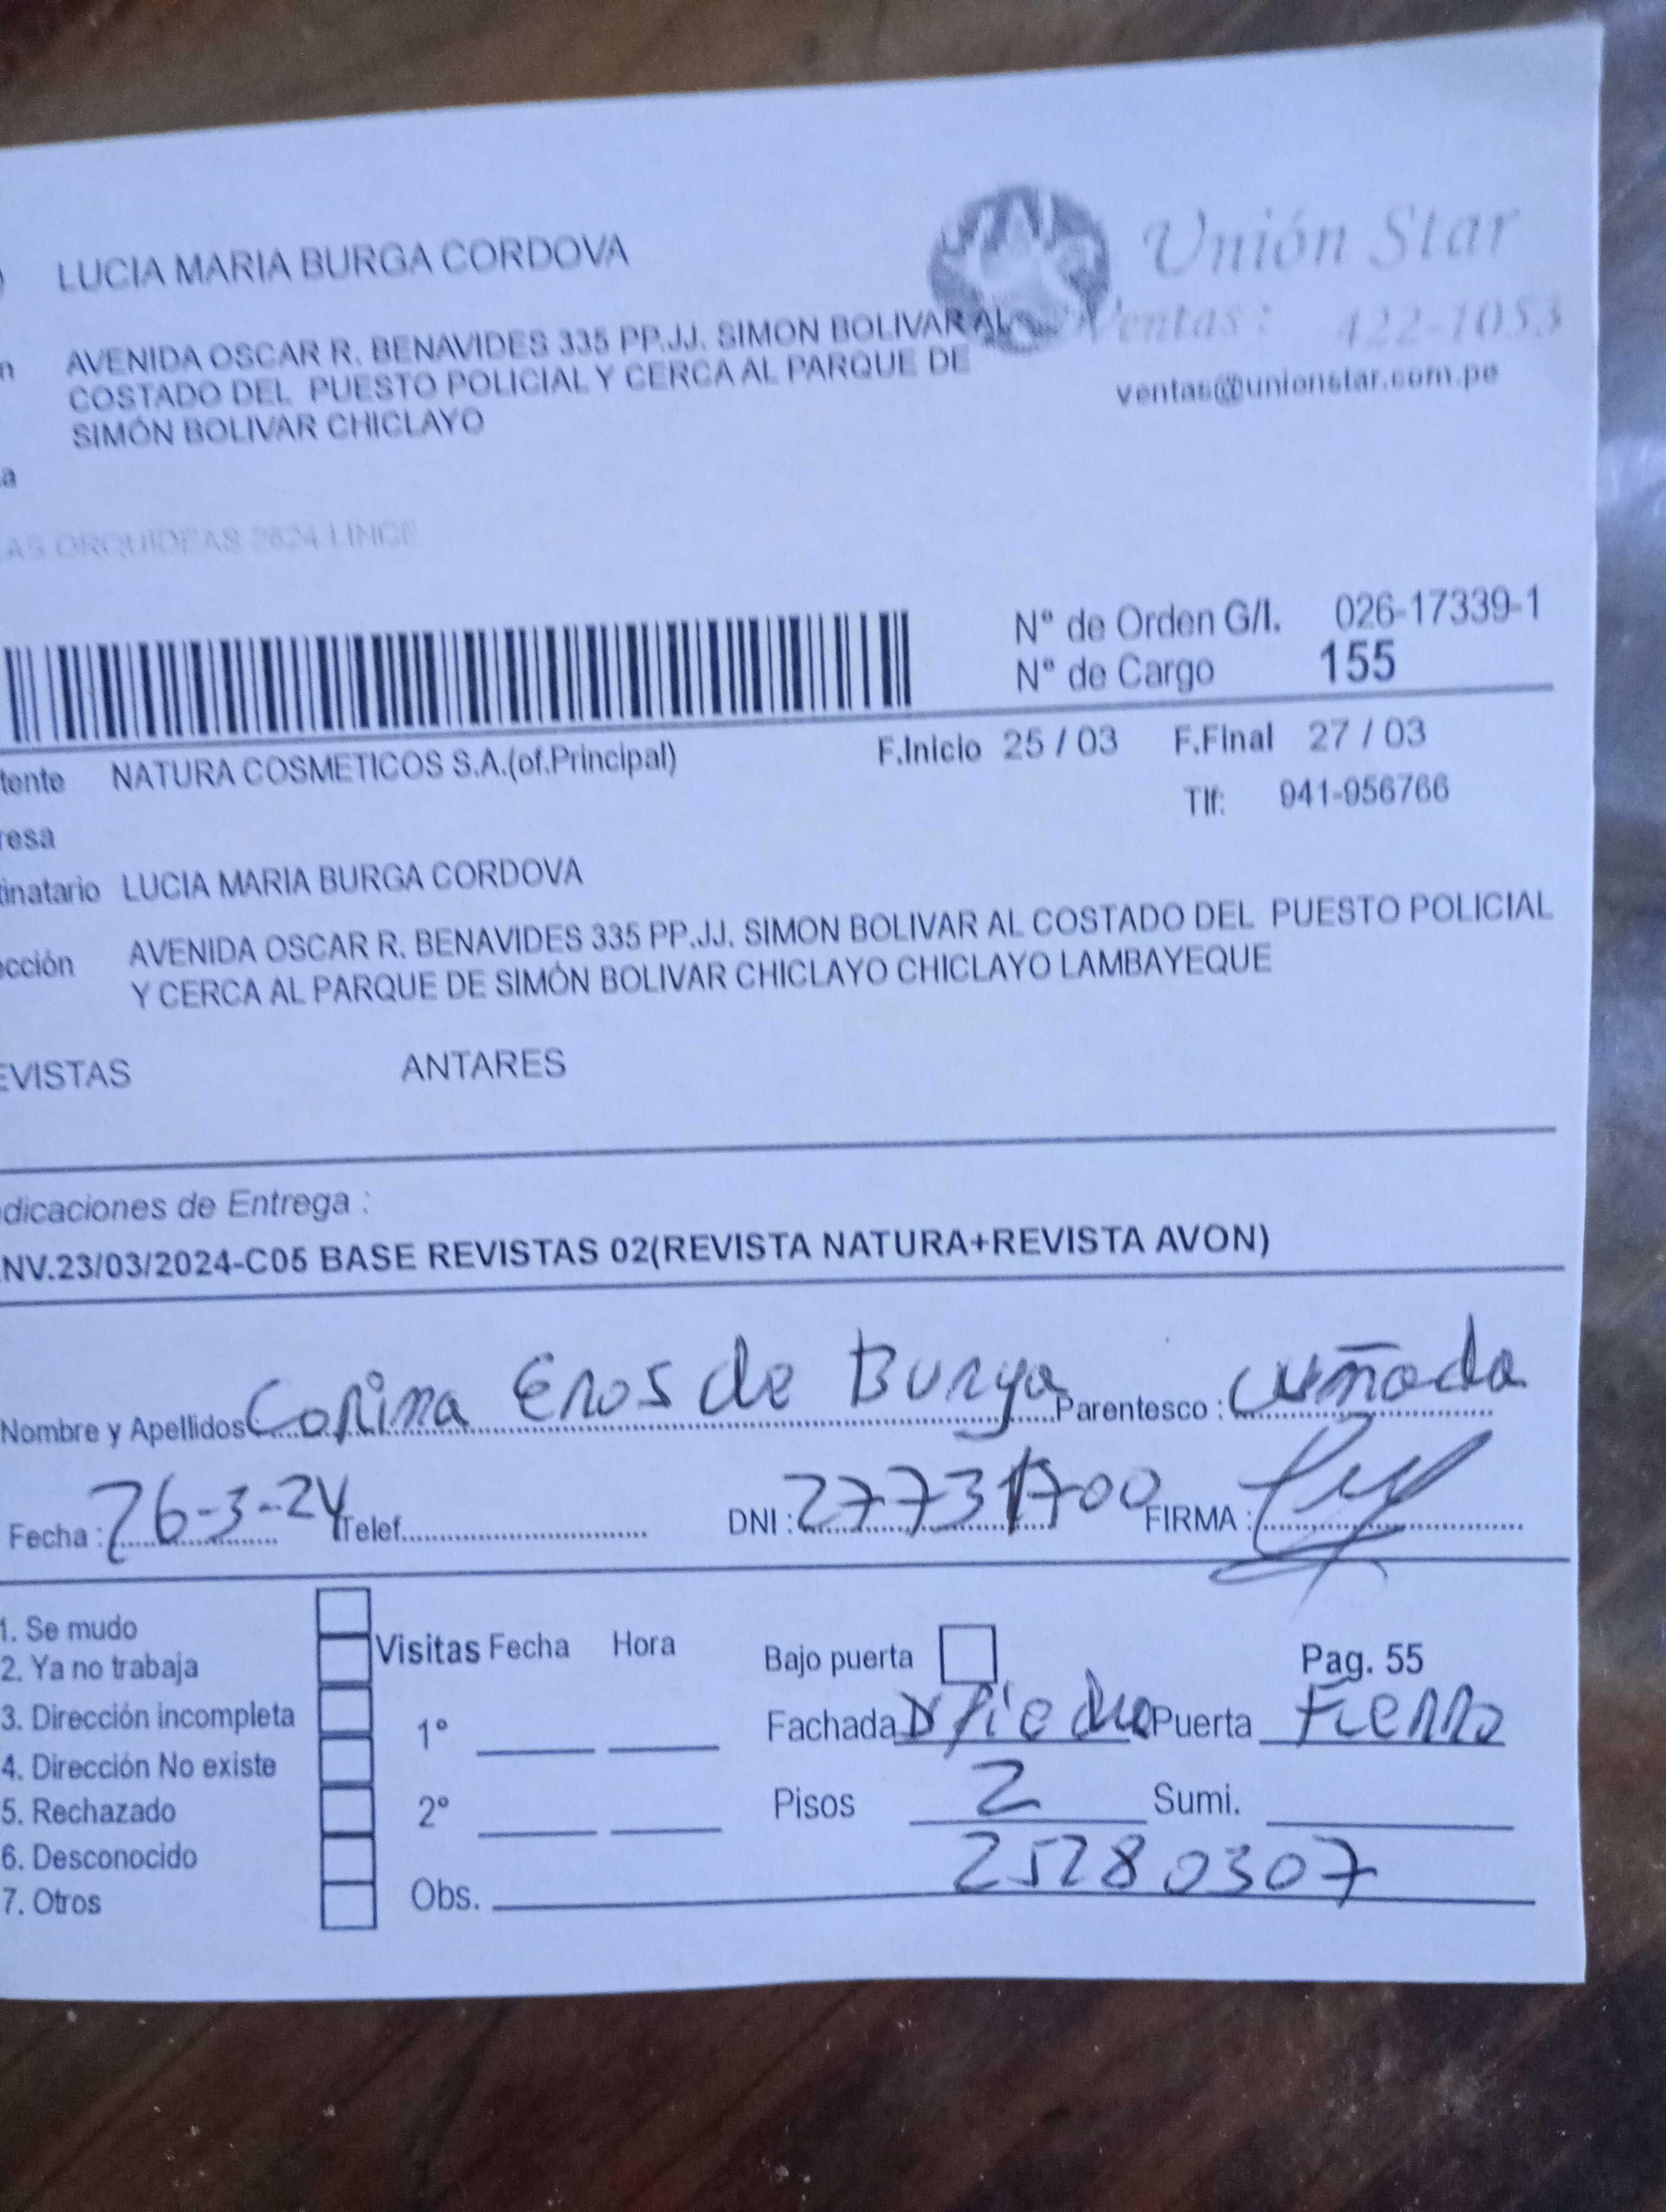 LUCIA MARIA BURGA CORDOVA
Unión Star
Ventas: 422-1053
ventas@unionstar.com.pe
n AVENIDA OSCAR R. BENAVIDES 335 PP.JJ. SIMON BOLIVAR AL
COSTADO DEL PUESTO POLICIAL Y CERCA AL PARQUE DE
SIMÓN BOLIVAR CHICLAYO
a
AS ORQUIDEAS 2624 LINCE
N° de Orden G/I. 026-17339-1
N° de Cargo 155
tente NATURA COSMETICOS S.A.(of.Principal) F.Inicio 25 / 03 F.Final 27 / 03
Tlf: 941-956766
resa
tinatario LUCIA MARIA BURGA CORDOVA
cción AVENIDA OSCAR R. BENAVIDES 335 PP.JJ. SIMON BOLIVAR AL COSTADO DEL PUESTO POLICIAL
Y CERCA AL PARQUE DE SIMÓN BOLIVAR CHICLAYO CHICLAYO LAMBAYEQUE
EVISTAS ANTARES
dicaciones de Entrega :
NV.23/03/2024-C05 BASE REVISTAS 02(REVISTA NATURA+REVISTA AVON)
Nombre y Apellidos Corina Eros de Burga Parentesco : cuñada
Fecha : 26-3-24 Telef. DNI : FIRMA :
1. Se mudo
2. Ya no trabaja
3. Dirección incompleta
4. Dirección No existe
5. Rechazado
6. Desconocido
7. Otros
Visitas Fecha Hora
1°
2°
Bajo puerta Pag. 55
Fachada Puerta Fierro
Pisos 2 Sumi.
25280307
Obs.